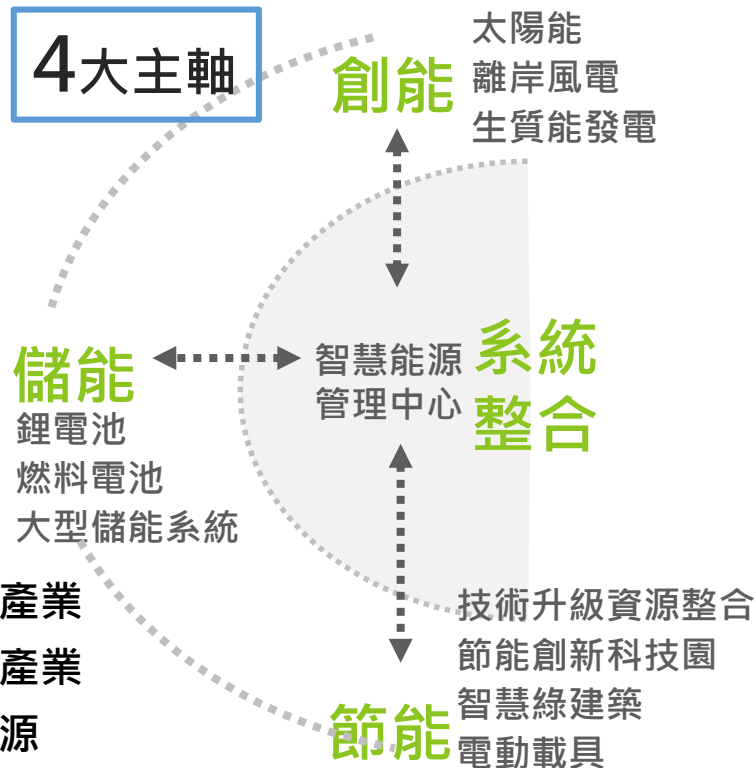 4大主軸
創能
太陽能
離岸風電
生質能發電
儲能
鋰電池
燃料電池
大型儲能系統
智慧能源
管理中心
系統
整合
產業
產業
源
節能
技術升級資源整合
節能創新科技園
智慧綠建築
電動載具